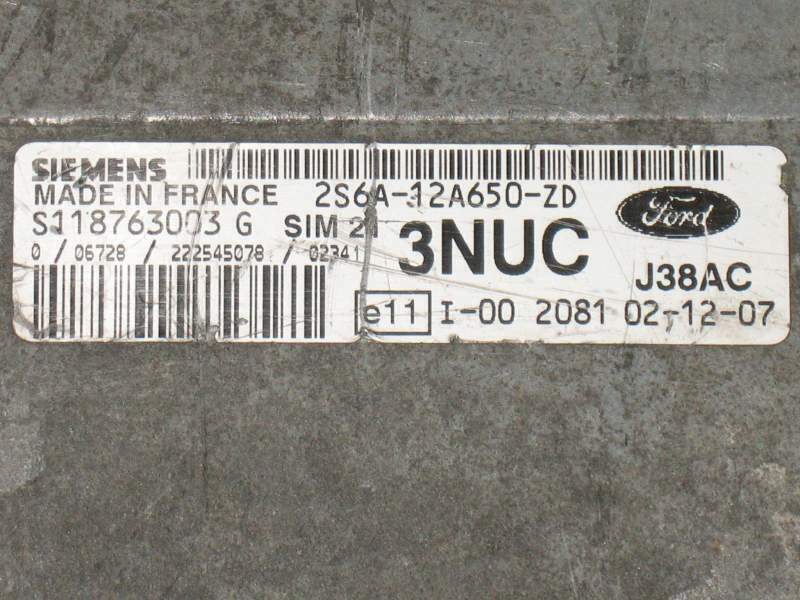 SIEMENS
MADE IN FRANCE 2S6A-12A650-ZD
S118763003 G SIM 21 3NUC Ford
0 / 06728 / 222545078 / 02341
J38AC
e11 I-00 2081 02-12-07